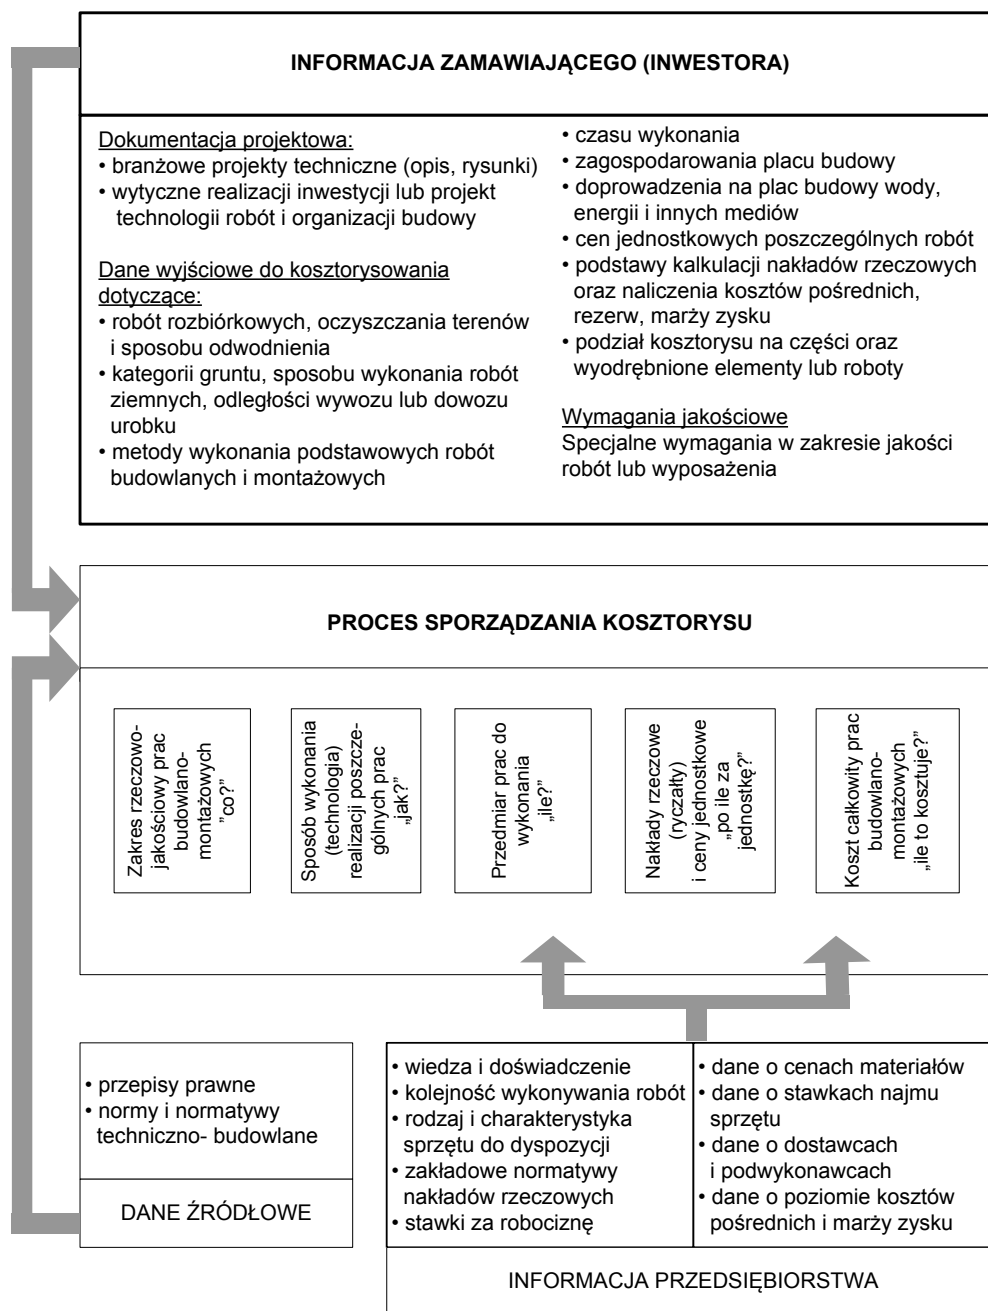 INFORMACJA ZAMAWIAJĄCEGO (INWESTORA)
Dokumentacja projektowa:
• branżowe projekty techniczne (opis, rysunki)
• wytyczne realizacji inwestycji lub projekt
technologii robót i organizacji budowy
Dane wyjściowe do kosztorysowania
dotyczące:
• robót rozbiórkowych, oczyszczania terenów
i sposobu odwodnienia
• kategorii gruntu, sposobu wykonania robót
ziemnych, odległości wywozu lub dowozu
urobku
• metody wykonania podstawowych robót
budowlanych i montażowych
• czasu wykonania
• zagospodarowania placu budowy
• doprowadzenia na plac budowy wody,
energii i innych mediów
• cen jednostkowych poszczególnych robót
• podstawy kalkulacji nakładów rzeczowych
oraz naliczenia kosztów pośrednich,
rezerw, marży zysku
• podział kosztorysu na części oraz
wyodrębnione elementy lub roboty
Wymagania jakościowe
Specjalne wymagania w zakresie jakości
robót lub wyposażenia
PROCES SPORZĄDZANIA KOSZTORYSU
Zakres rzeczowo-
jakościowy prac
budowlano-
montażowych
"co?"
Sposób wykonania
(technologia)
realizacji poszcze-
gólnych prac
„jak?”
Przedmiar prac do
wykonania
„ile?”
Nakłady rzeczowe
(ryczałty)
i ceny jednostkowe
„po ile za
jednostkę?”
Koszt całkowity prac
budowlano-
montażowych
„ile to kosztuje?”
• przepisy prawne
• normy i normatywy
techniczno- budowlane
DANE ŹRÓDŁOWE
• wiedza i doświadczenie
• kolejność wykonywania robót
• rodzaj i charakterystyka
sprzętu do dyspozycji
• zakładowe normatywy
nakładów rzeczowych
• stawki za robociznę
• dane o cenach materiałów
• dane o stawkach najmu
sprzętu
• dane o dostawcach
i podwykonawcach
• dane o poziomie kosztów
pośrednich i marży zysku
INFORMACJA PRZEDSIĘBIORSTWA